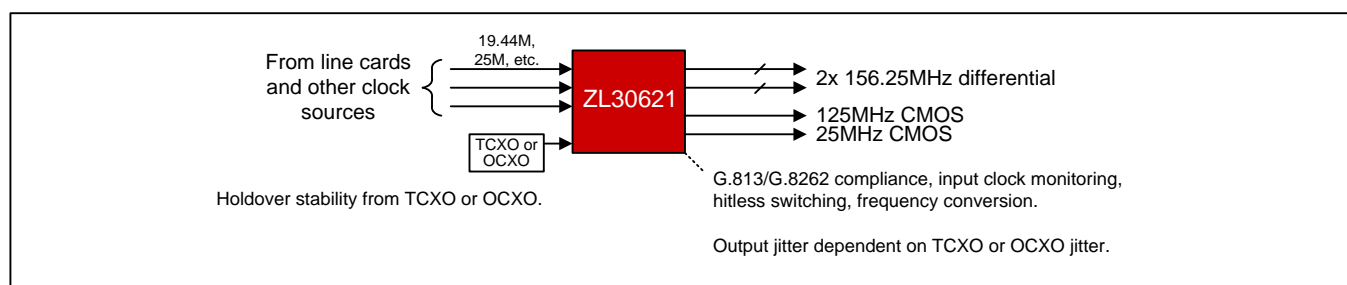 19.44M,
25M, etc.
From line cards
and other clock
sources
ZL30621
2x 156.25MHz differential
125MHz CMOS
25MHz CMOS
TCXO or
OCXO
Holdover stability from TCXO or OCXO.
G.813/G.8262 compliance, input clock monitoring,
hitless switching, frequency conversion.
Output jitter dependent on TCXO or OCXO jitter.